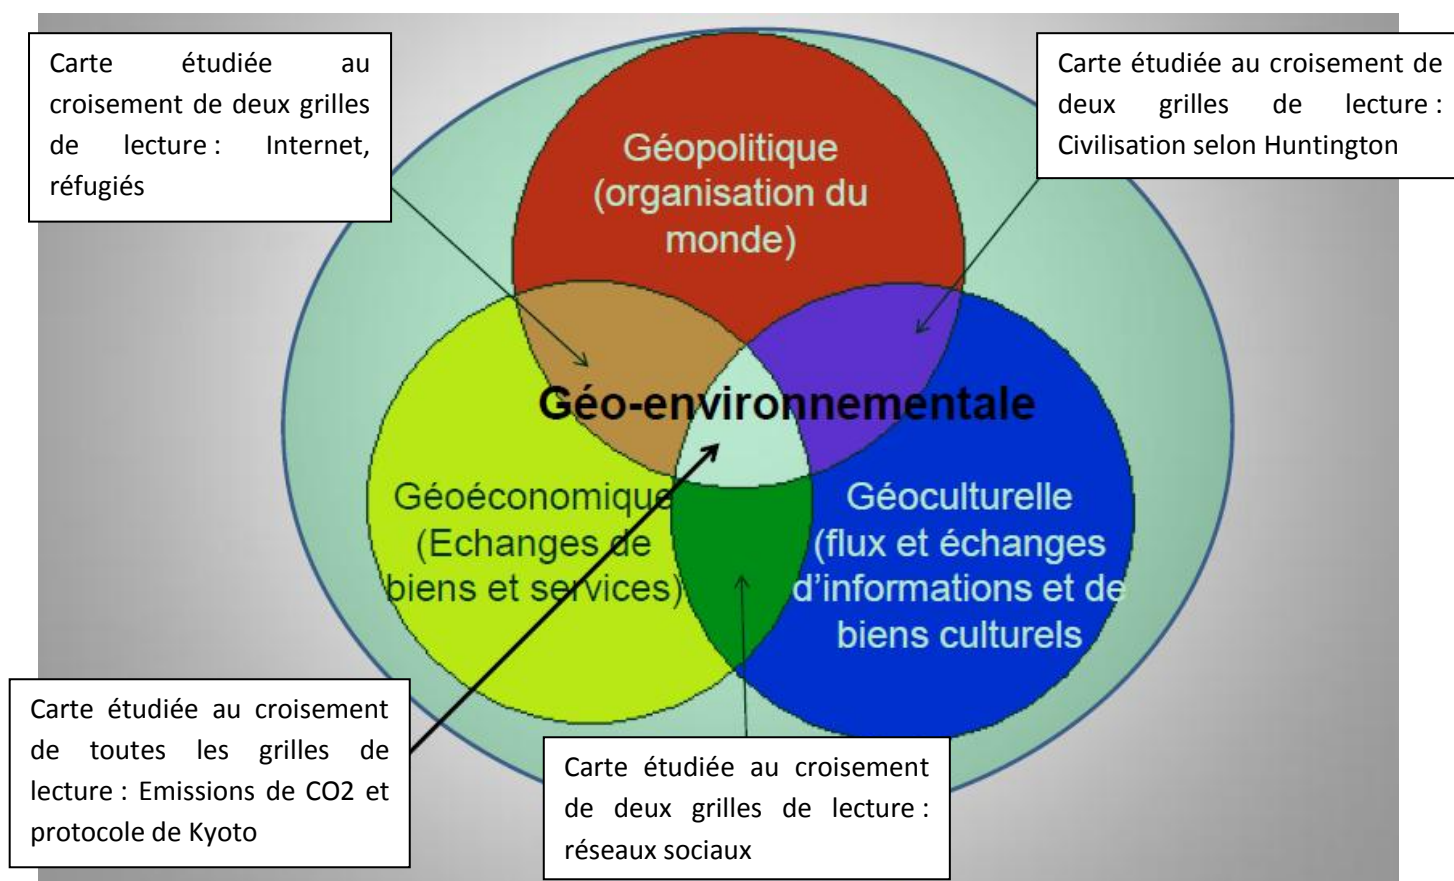 Carte étudiée au
croisement de deux grilles
de lecture : Internet,
réfugiés
Carte étudiée au croisement de
deux grilles de lecture :
Civilisation selon Huntington
Géopolitique
(organisation du
monde)
Géo-environnementale
Géoéconomique
(Echanges de
biens et services)
Géoculturelle
(flux et échanges
d'informations et de
biens culturels
Carte étudiée au croisement
de toutes les grilles de
lecture : Emissions de CO2 et
protocole de Kyoto
Carte étudiée au croisement
de deux grilles de lecture :
réseaux sociaux